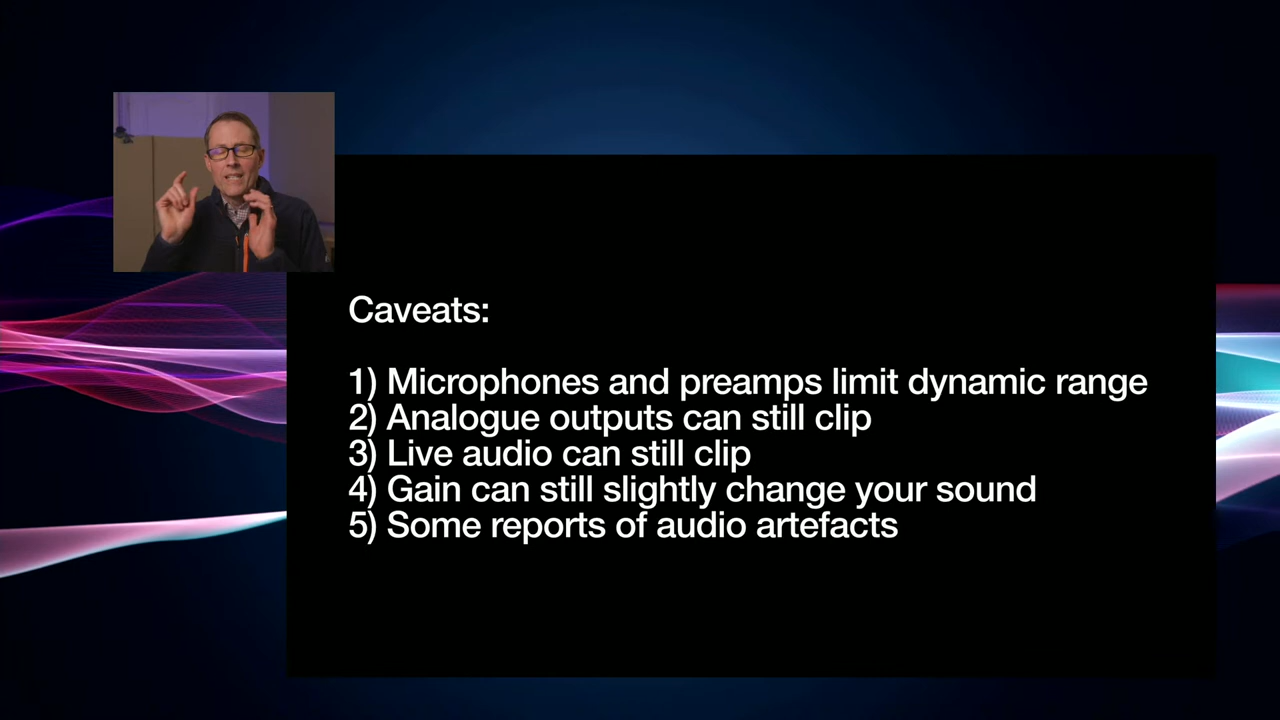 Caveats:
1) Microphones and preamps limit dynamic range
2) Analogue outputs can still clip
3) Live audio can still clip
4) Gain can still slightly change your sound
5) Some reports of audio artefacts